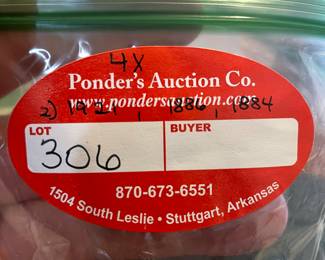 4X
Ponder's Auction Co.
www.pondersauction.com
2) 1921, 1886, 1884
LOT
BUYER
306
870-673-6551
1504 South Leslie • Stuttgart, Arkansas